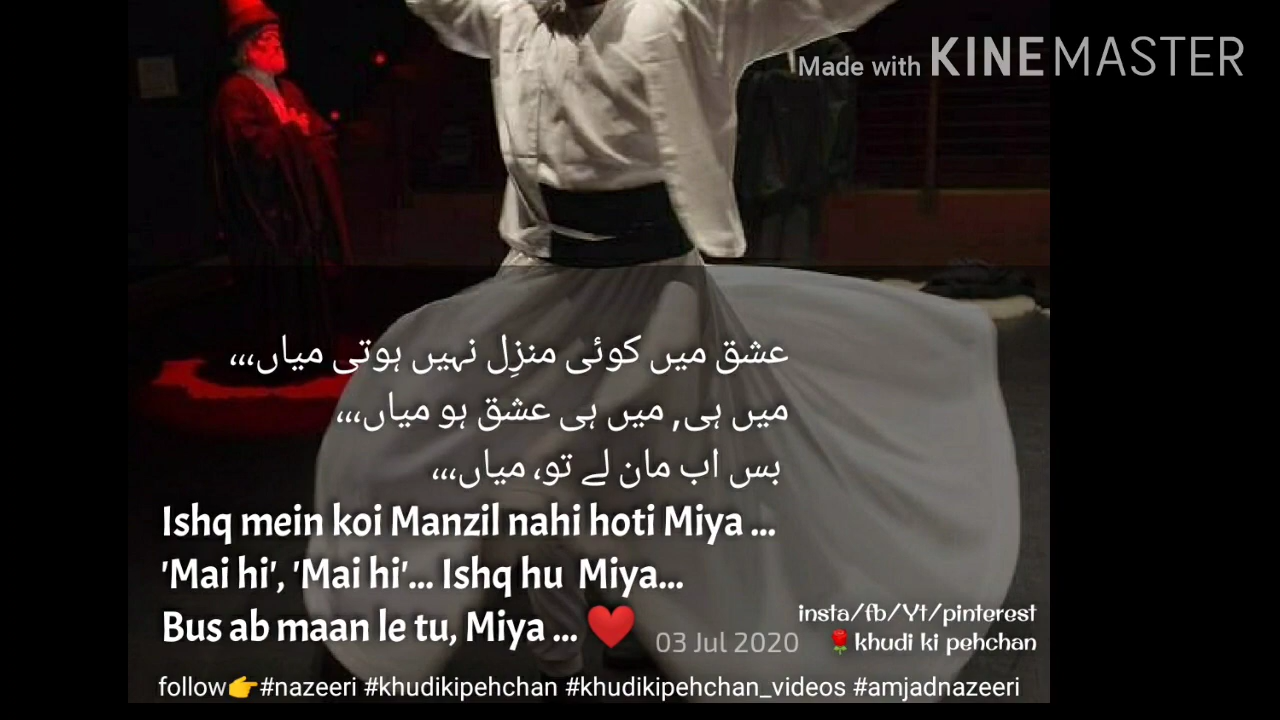 Made with KINEMASTER
عشق میں کوئی منزِل نہیں ہوتی میاں،،،
میں ہی, میں ہی عشق ہو میاں،،،
بس اب مان لے تو، میاں،،،
Ishq mein koi Manzil nahi hoti Miya ...
'Mai hi', 'Mai hi'... Ishq hu Miya...
Bus ab maan le tu, Miya ... ❤️
03 Jul 2020
insta/fb/Yt/pinterest
🌹khudi ki pehchan
follow👉#nazeeri #khudikipehchan #khudikipehchan_videos #amjadnazeeri